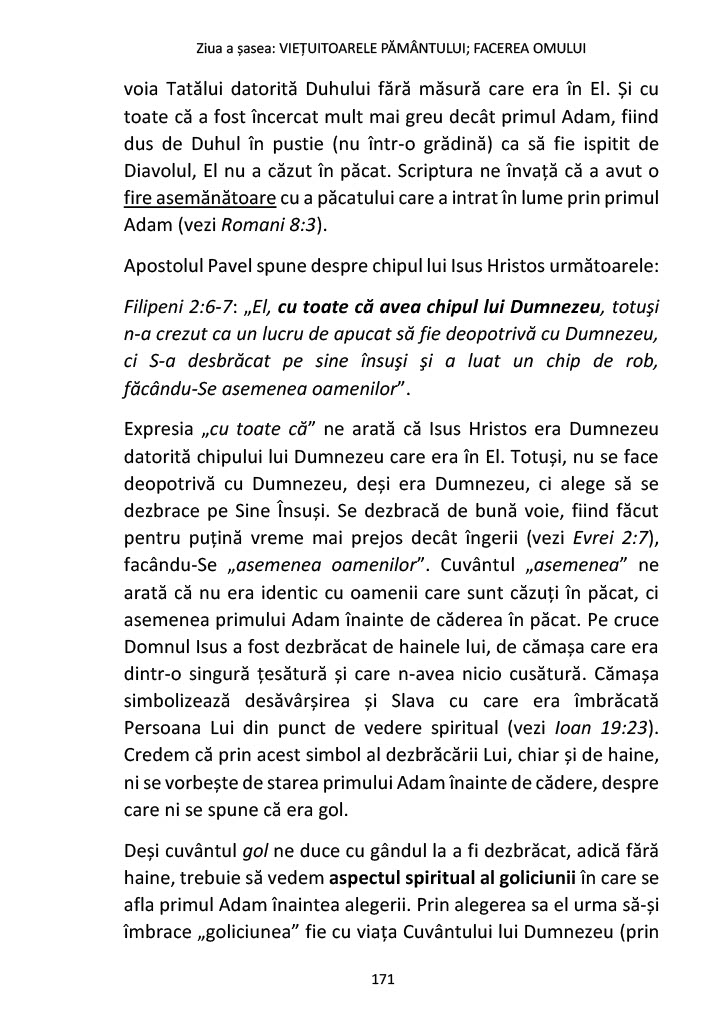 Ziua a șasea: VIEȚUITOARELE PĂMÂNTULUI; FACEREA OMULUI
voia Tatălui datorită Duhului fără măsură care era în El. Și cu
toate că a fost încercat mult mai greu decât primul Adam, fiind
dus de Duhul în pustie (nu într-o grădină) ca să fie ispitit de
Diavolul, El nu a căzut în păcat. Scriptura ne învață că a avut o
fire asemănătoare cu a păcatului care a intrat în lume prin primul
Adam (vezi Romani 8:3).
Apostolul Pavel spune despre chipul lui Isus Hristos următoarele:
Filipeni 2:6-7: „El, cu toate că avea chipul lui Dumnezeu, totuşi
n-a crezut ca un lucru de apucat să fie deopotrivă cu Dumnezeu,
ci S-a desbrăcat pe sine însuşi şi a luat un chip de rob,
făcându-Se asemenea oamenilor”.
Expresia „cu toate că” ne arată că Isus Hristos era Dumnezeu
datorită chipului lui Dumnezeu care era în El. Totuși, nu se face
deopotrivă cu Dumnezeu, deși era Dumnezeu, ci alege să se
dezbrace pe Sine Însuși. Se dezbracă de bună voie, fiind făcut
pentru puțină vreme mai prejos decât îngerii (vezi Evrei 2:7),
facându-Se „asemenea oamenilor”. Cuvântul „asemenea” ne
arată că nu era identic cu oamenii care sunt căzuți în păcat, ci
asemenea primului Adam înainte de căderea în păcat. Pe cruce
Domnul Isus a fost dezbrăcat de hainele lui, de cămașa care era
dintr-o singură țesătură și care n-avea nicio cusătură. Cămașa
simbolizează desăvârșirea și Slava cu care era îmbrăcată
Persoana Lui din punct de vedere spiritual (vezi Ioan 19:23).
Credem că prin acest simbol al dezbrăcării Lui, chiar și de haine,
ni se vorbește de starea primului Adam înainte de cădere, despre
care ni se spune că era gol.
Deși cuvântul gol ne duce cu gândul la a fi dezbrăcat, adică fără
haine, trebuie să vedem aspectul spiritual al goliciunii în care se
afla primul Adam înaintea alegerii. Prin alegerea sa el urma să-și
îmbrace „goliciunea” fie cu viața Cuvântului lui Dumnezeu (prin
171